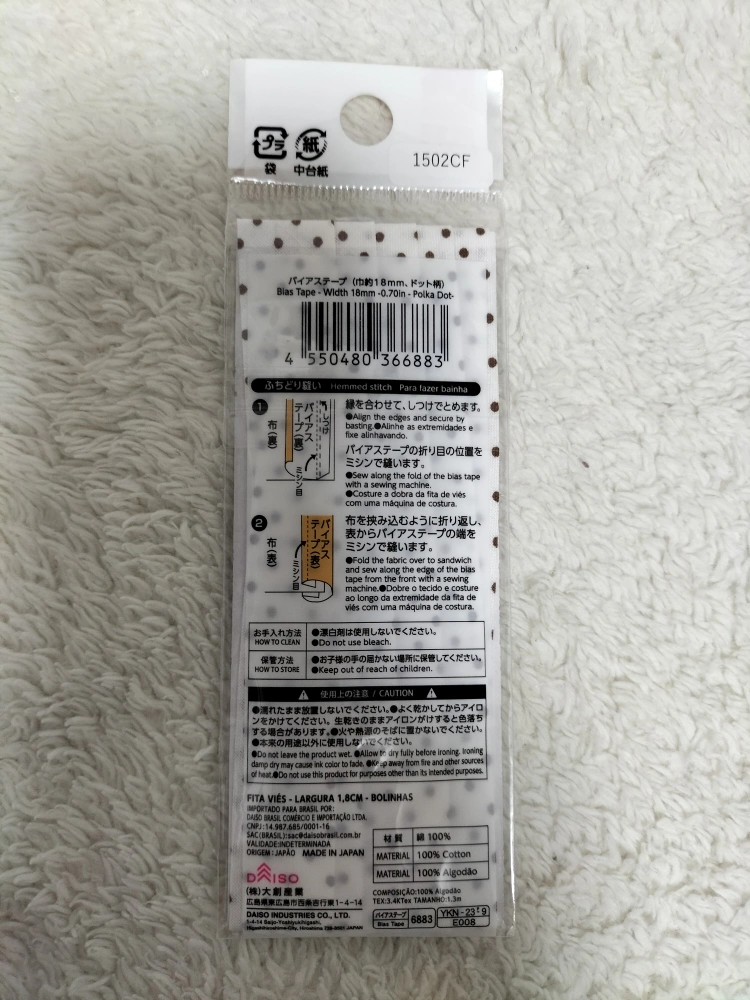 プラ
紙
袋 中台紙
1502CF
バイアステープ（巾約18mm、ドット柄）
Bias Tape - Width 18mm -0.70in - Polka Dot-
4 550480 366883
ふちどり縫い Hemmed stitch Para fazer bainha
1
布(裏)
バイアステープ(裏)
しつけ
ミシン目
縁を合わせて、しつけでとめます。
●Align the edges and secure by
basting.●Alinhe as extremidades e
fixe alinhavando.
バイアステープの折り目の位置を
ミシンで縫います。
●Sew along the fold of the bias tape
with a sewing machine.
●Costure a dobra da fita de viés
com uma máquina de costura.
2
布(表)
バイアステープ(表)
ミシン目
布を挟み込むように折り返し、
表からバイアステープの端を
ミシンで縫います。
●Fold the fabric over to sandwich
and sew along the edge of the bias
tape from the front with a sewing
machine.●Dobre o tecido e costure
ao longo da extremidade da fita de
viés com uma máquina de costura.
お手入れ方法
HOW TO CLEAN
●漂白剤は使用しないでください。
●Do not use bleach.
保管方法
HOW TO STORE
●お子様の手の届かない場所に保管してください。
●Keep out of reach of children.
使用上の注意 / CAUTION
●濡れたまま放置しないでください。●よく乾かしてからアイロ
ンをかけてください。生乾きのままアイロンがけすると色落ち
する場合があります。●火や熱源のそばに置かないでください。
●本来の用途以外に使用しないでください。
●Do not leave the product wet. ●Allow to dry fully before ironing. Ironing
damp dry may cause ink color to fade. ●Keep away from fire and other sources
of heat.●Do not use this product for purposes other than its intended purposes.
FITA VIÉS - LARGURA 1,8CM - BOLINHAS
IMPORTADO PARA BRASIL POR:
DAISO BRASIL COMÉRCIO E IMPORTAÇÃO LTDA.
CNPJ:14.987.685/0001-16
SAC(BRASIL):sac@daisobrasil.com.br
VALIDADE:INDETERMINADA
ORIGEM:JAPÃO MADE IN JAPAN
DAISO
(株)大創産業
広島県東広島市西条吉行東1-4-14
DAISO INDUSTRIES CO., LTD.
1-4-14 Saijo-Yoshiyukihigashi,
Higashihiroshima-City, Hiroshima 739-8501 JAPAN
材質 綿 100%
MATERIAL 100% Cotton
MATERIAL 100% Algodão
COMPOSIÇÃO:100% Algodão
TEX:3.4KTex TAMANHO:1.3m
バイアステープ
Bias Tape
6883
YKN - 23 9
E008